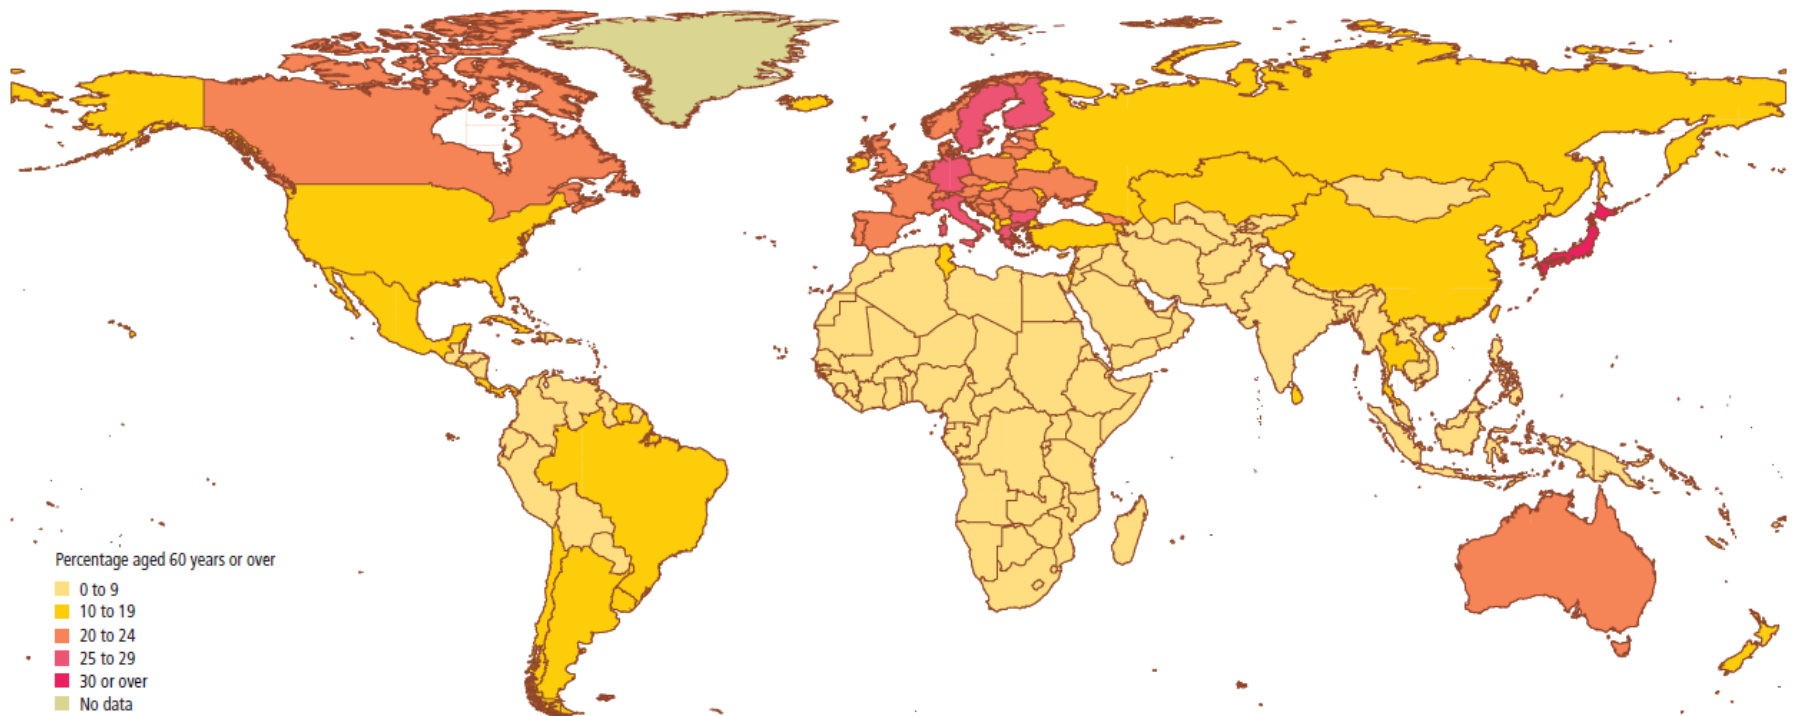 Percentage aged 60 years or over
0 to 9
10 to 19
20 to 24
25 to 29
30 or over
No data